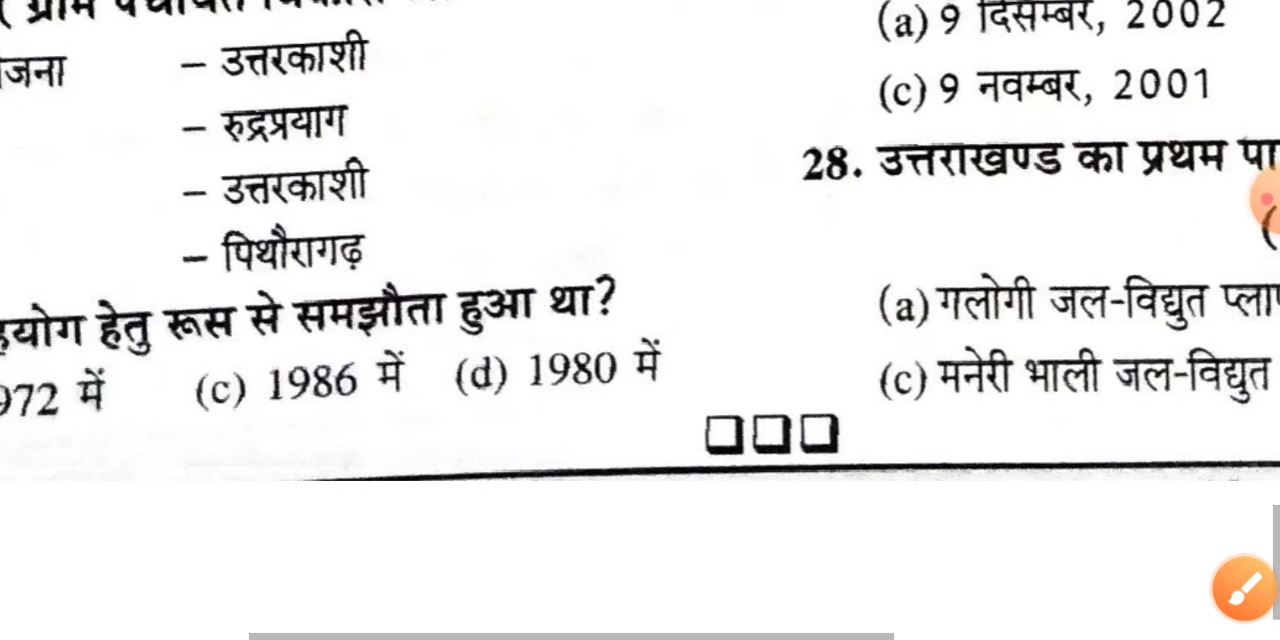 जना – उत्तरकाशी
– रुद्रप्रयाग
– उत्तरकाशी
– पिथौरागढ़
हेतु रूस से समझौता हुआ था?
में (c) 1986 में (d) 1980 में
(a) 9 दिसम्बर, 2002
(c) 9 नवम्बर, 2001
28. उत्तराखण्ड का प्रथम
(a) गलोगी जल-विद्युत
(c) मनेरी भाली जल-विद्युत